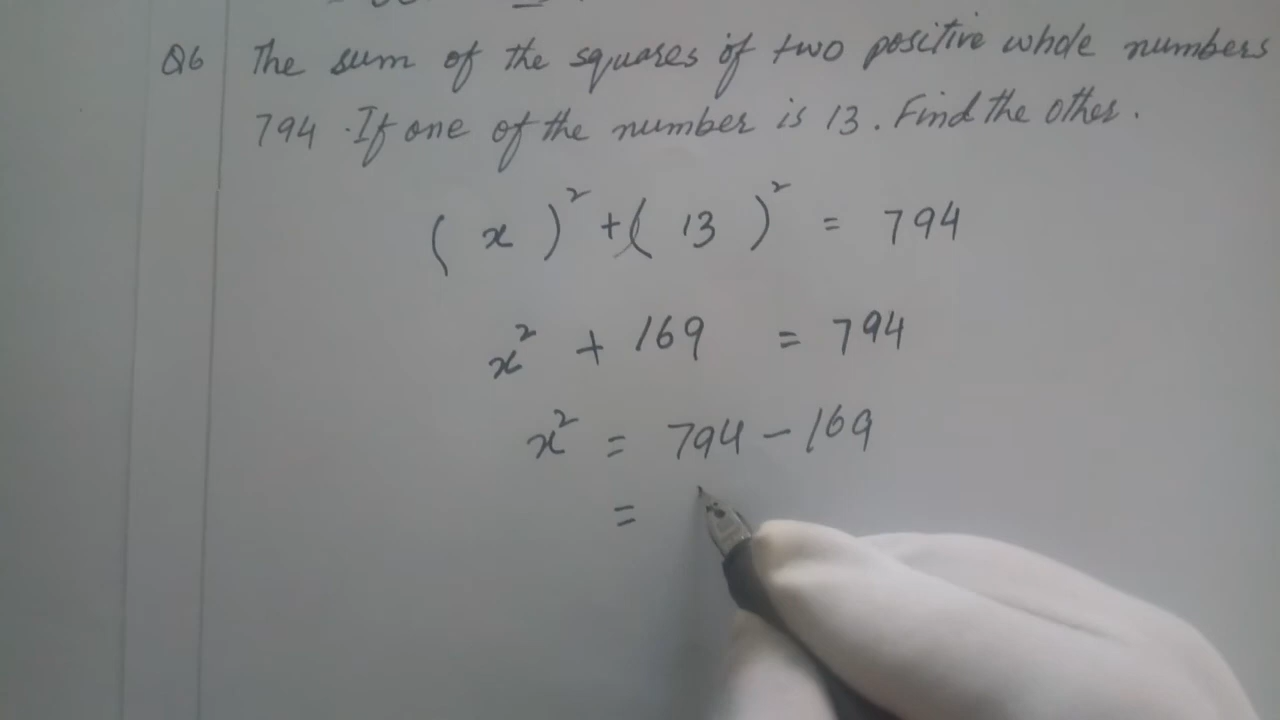 Q6 The sum of the squares of two positive whole numbers
794. If one of the number is 13. Find the other.
(x)² + (13)² = 794
x² + 169 = 794
x² = 794 - 169
=